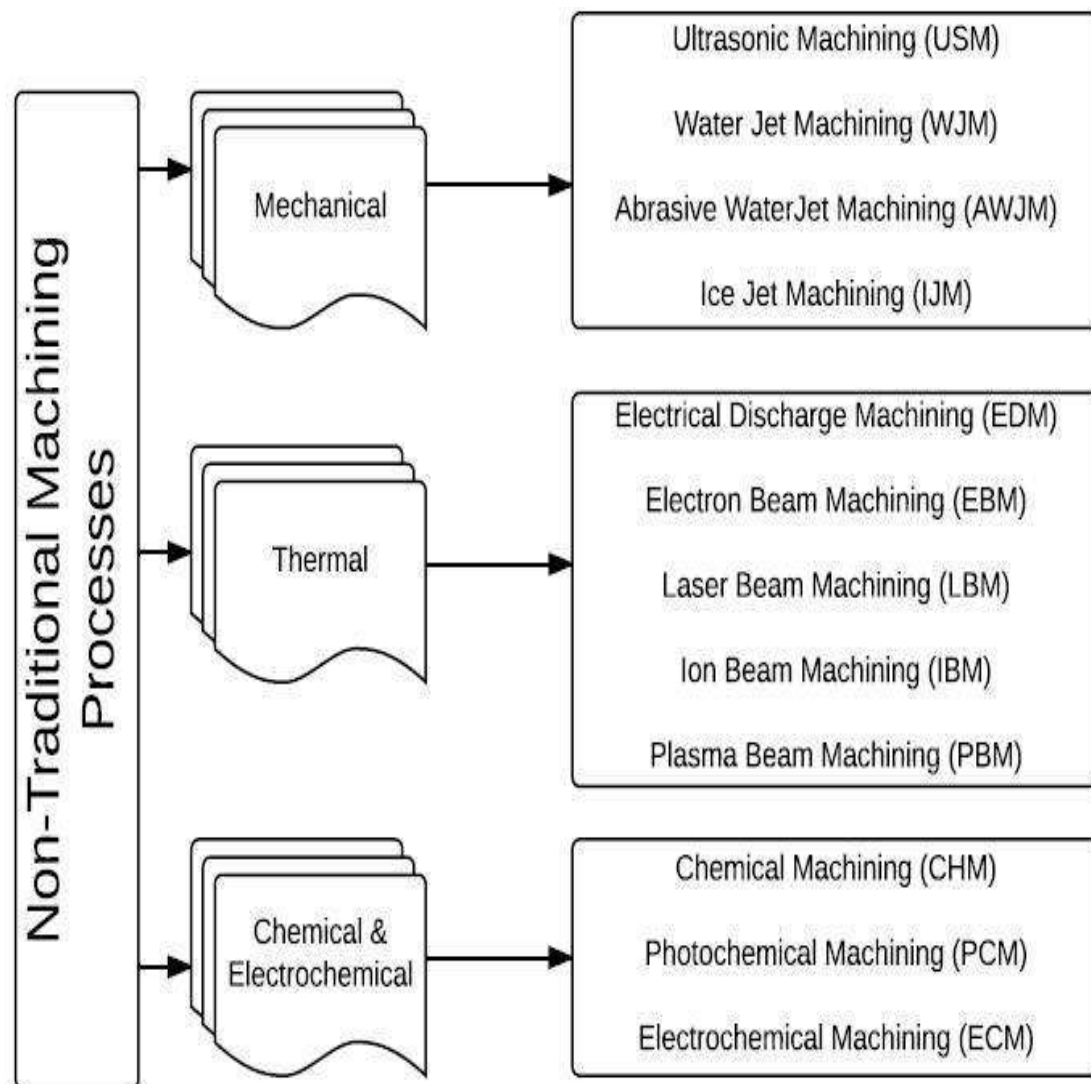 Non-Traditional Machining
Processes
Mechanical
Ultrasonic Machining (USM)
Water Jet Machining (WJM)
Abrasive WaterJet Machining (AWJM)
Ice Jet Machining (IJM)
Thermal
Electrical Discharge Machining (EDM)
Electron Beam Machining (EBM)
Laser Beam Machining (LBM)
Ion Beam Machining (IBM)
Plasma Beam Machining (PBM)
Chemical &
Electrochemical
Chemical Machining (CHM)
Photochemical Machining (PCM)
Electrochemical Machining (ECM)